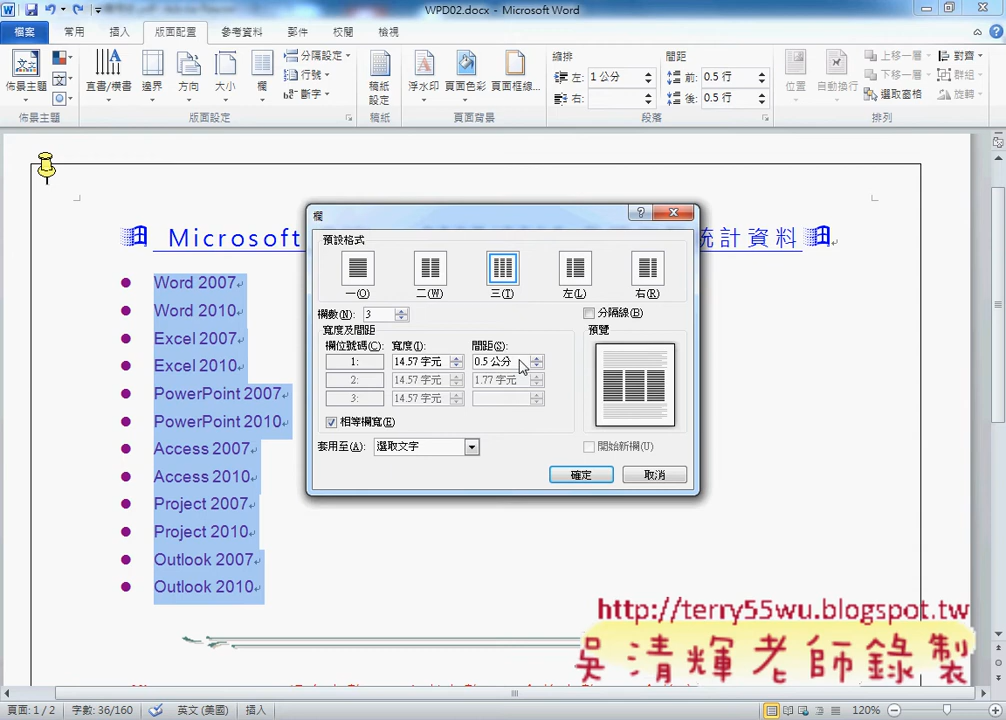 WPD02.docx - Microsoft Word
檔案 常用 插入 版面配置 參考資料 郵件 校閱 檢視
佈景主題 直書/橫書 邊界 方向 大小 欄 分隔設定 行號 斷字 稿紙設定 浮水印 頁面色彩 頁面框線... 縮排 間距 左: 1 公分 右: 前: 0.5 行 後: 0.5 行 位置 自動換行 上移一層 下移一層 選取窗格 對齊 群組 旋轉
佈景主題 版面設定 稿紙 頁面背景 段落 排列
Microsoft
統計資料
Word 2007
Word 2010
Excel 2007
Excel 2010
PowerPoint 2007
PowerPoint 2010
Access 2007
Access 2010
Project 2007
Project 2010
Outlook 2007
Outlook 2010
欄
預設格式
一(O) 二(W) 三(T) 左(L) 右(R)
欄數(N): 3 分隔線(B)
寬度及間距 預覽
欄位號碼(C): 寬度(I): 間距(S):
1: 14.57 字元 0.5 公分
2: 14.57 字元 1.77 字元
3: 14.57 字元
相等欄寬(E)
套用至(A): 選取文字 開始新欄(U)
確定 取消
http://terry55wu.blogspot.tw
吳清輝老師錄製
頁面: 1 / 2 字數: 36/160 英文 (美國) 插入 120%